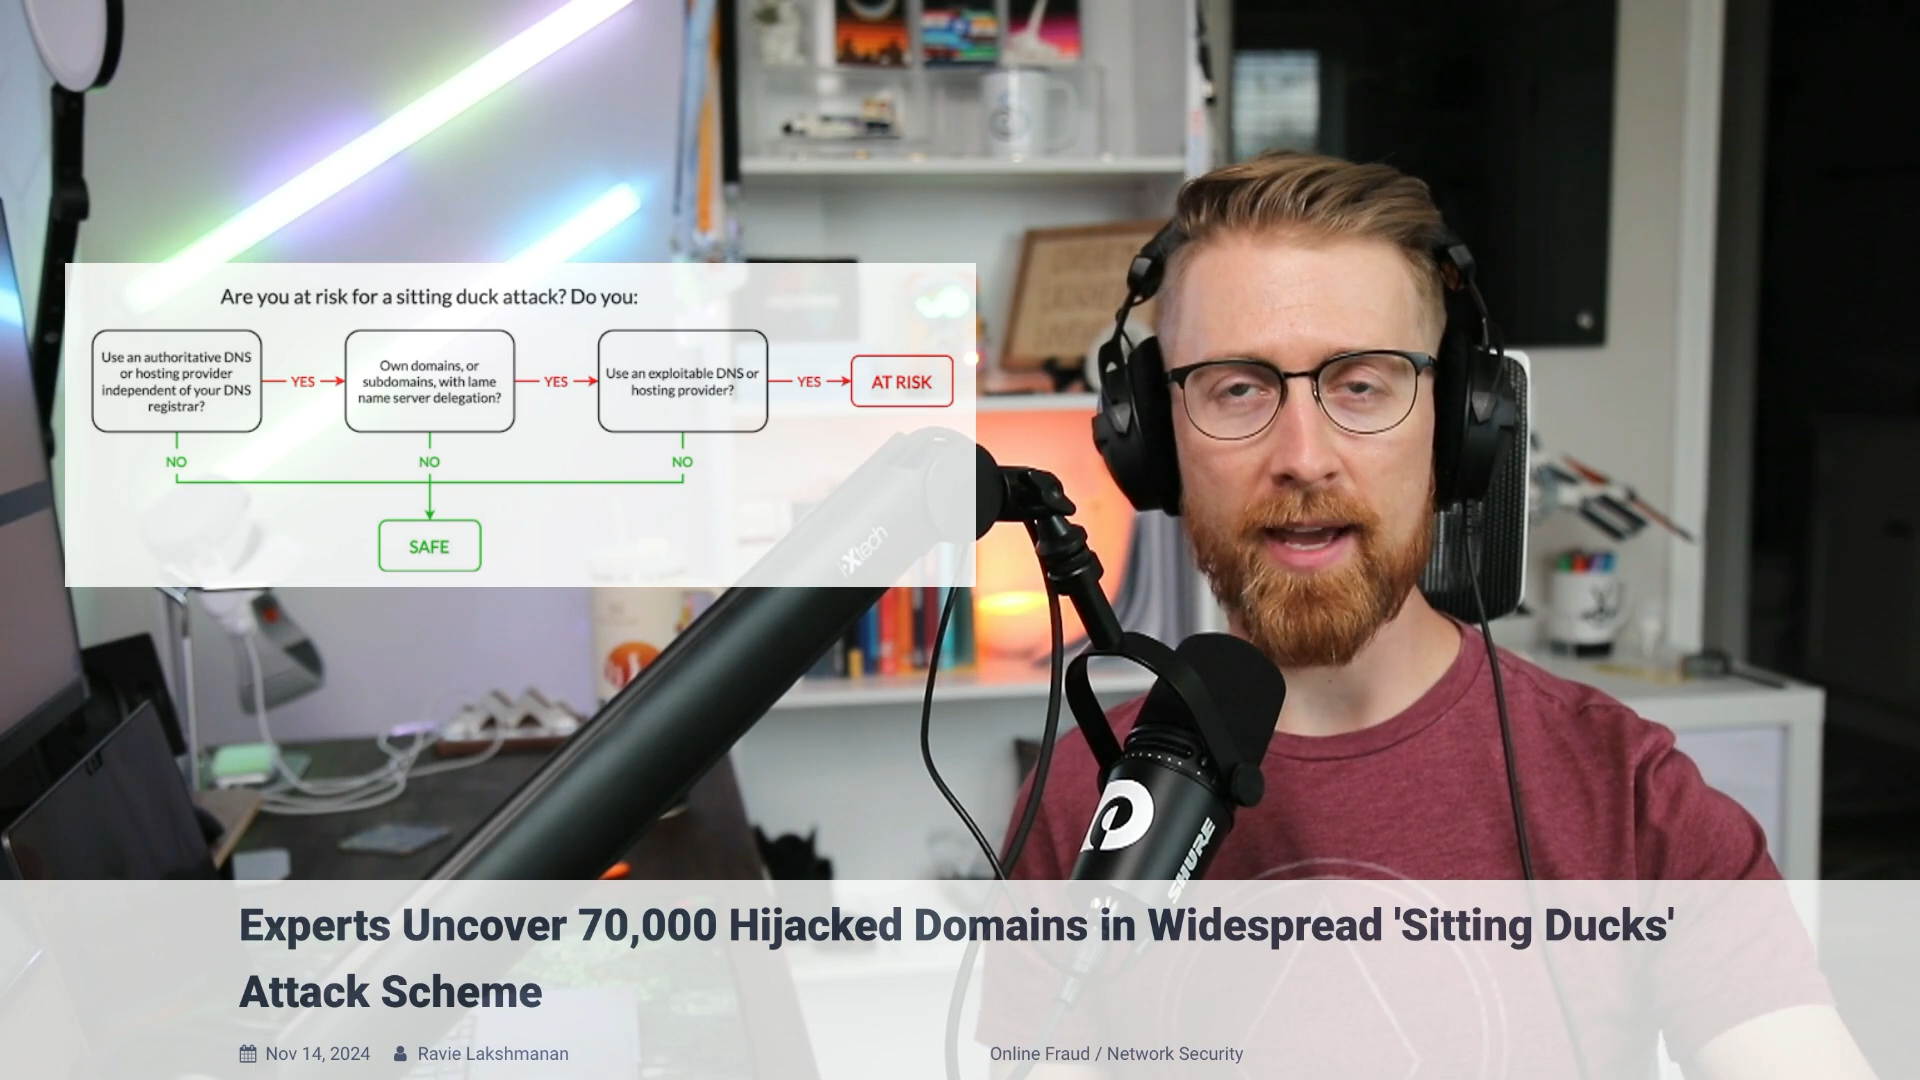 Are you at risk for a sitting duck attack? Do you:
Use an authoritative DNS
or hosting provider
independent of your DNS
registrar?
YES
Own domains, or
subdomains, with lame
name server delegation?
YES
Use an exploitable DNS or
hosting provider?
YES
AT RISK
NO
NO
NO
SAFE
iXtech
SHURE
Experts Uncover 70,000 Hijacked Domains in Widespread 'Sitting Ducks'
Attack Scheme
Nov 14, 2024
Ravie Lakshmanan
Online Fraud / Network Security